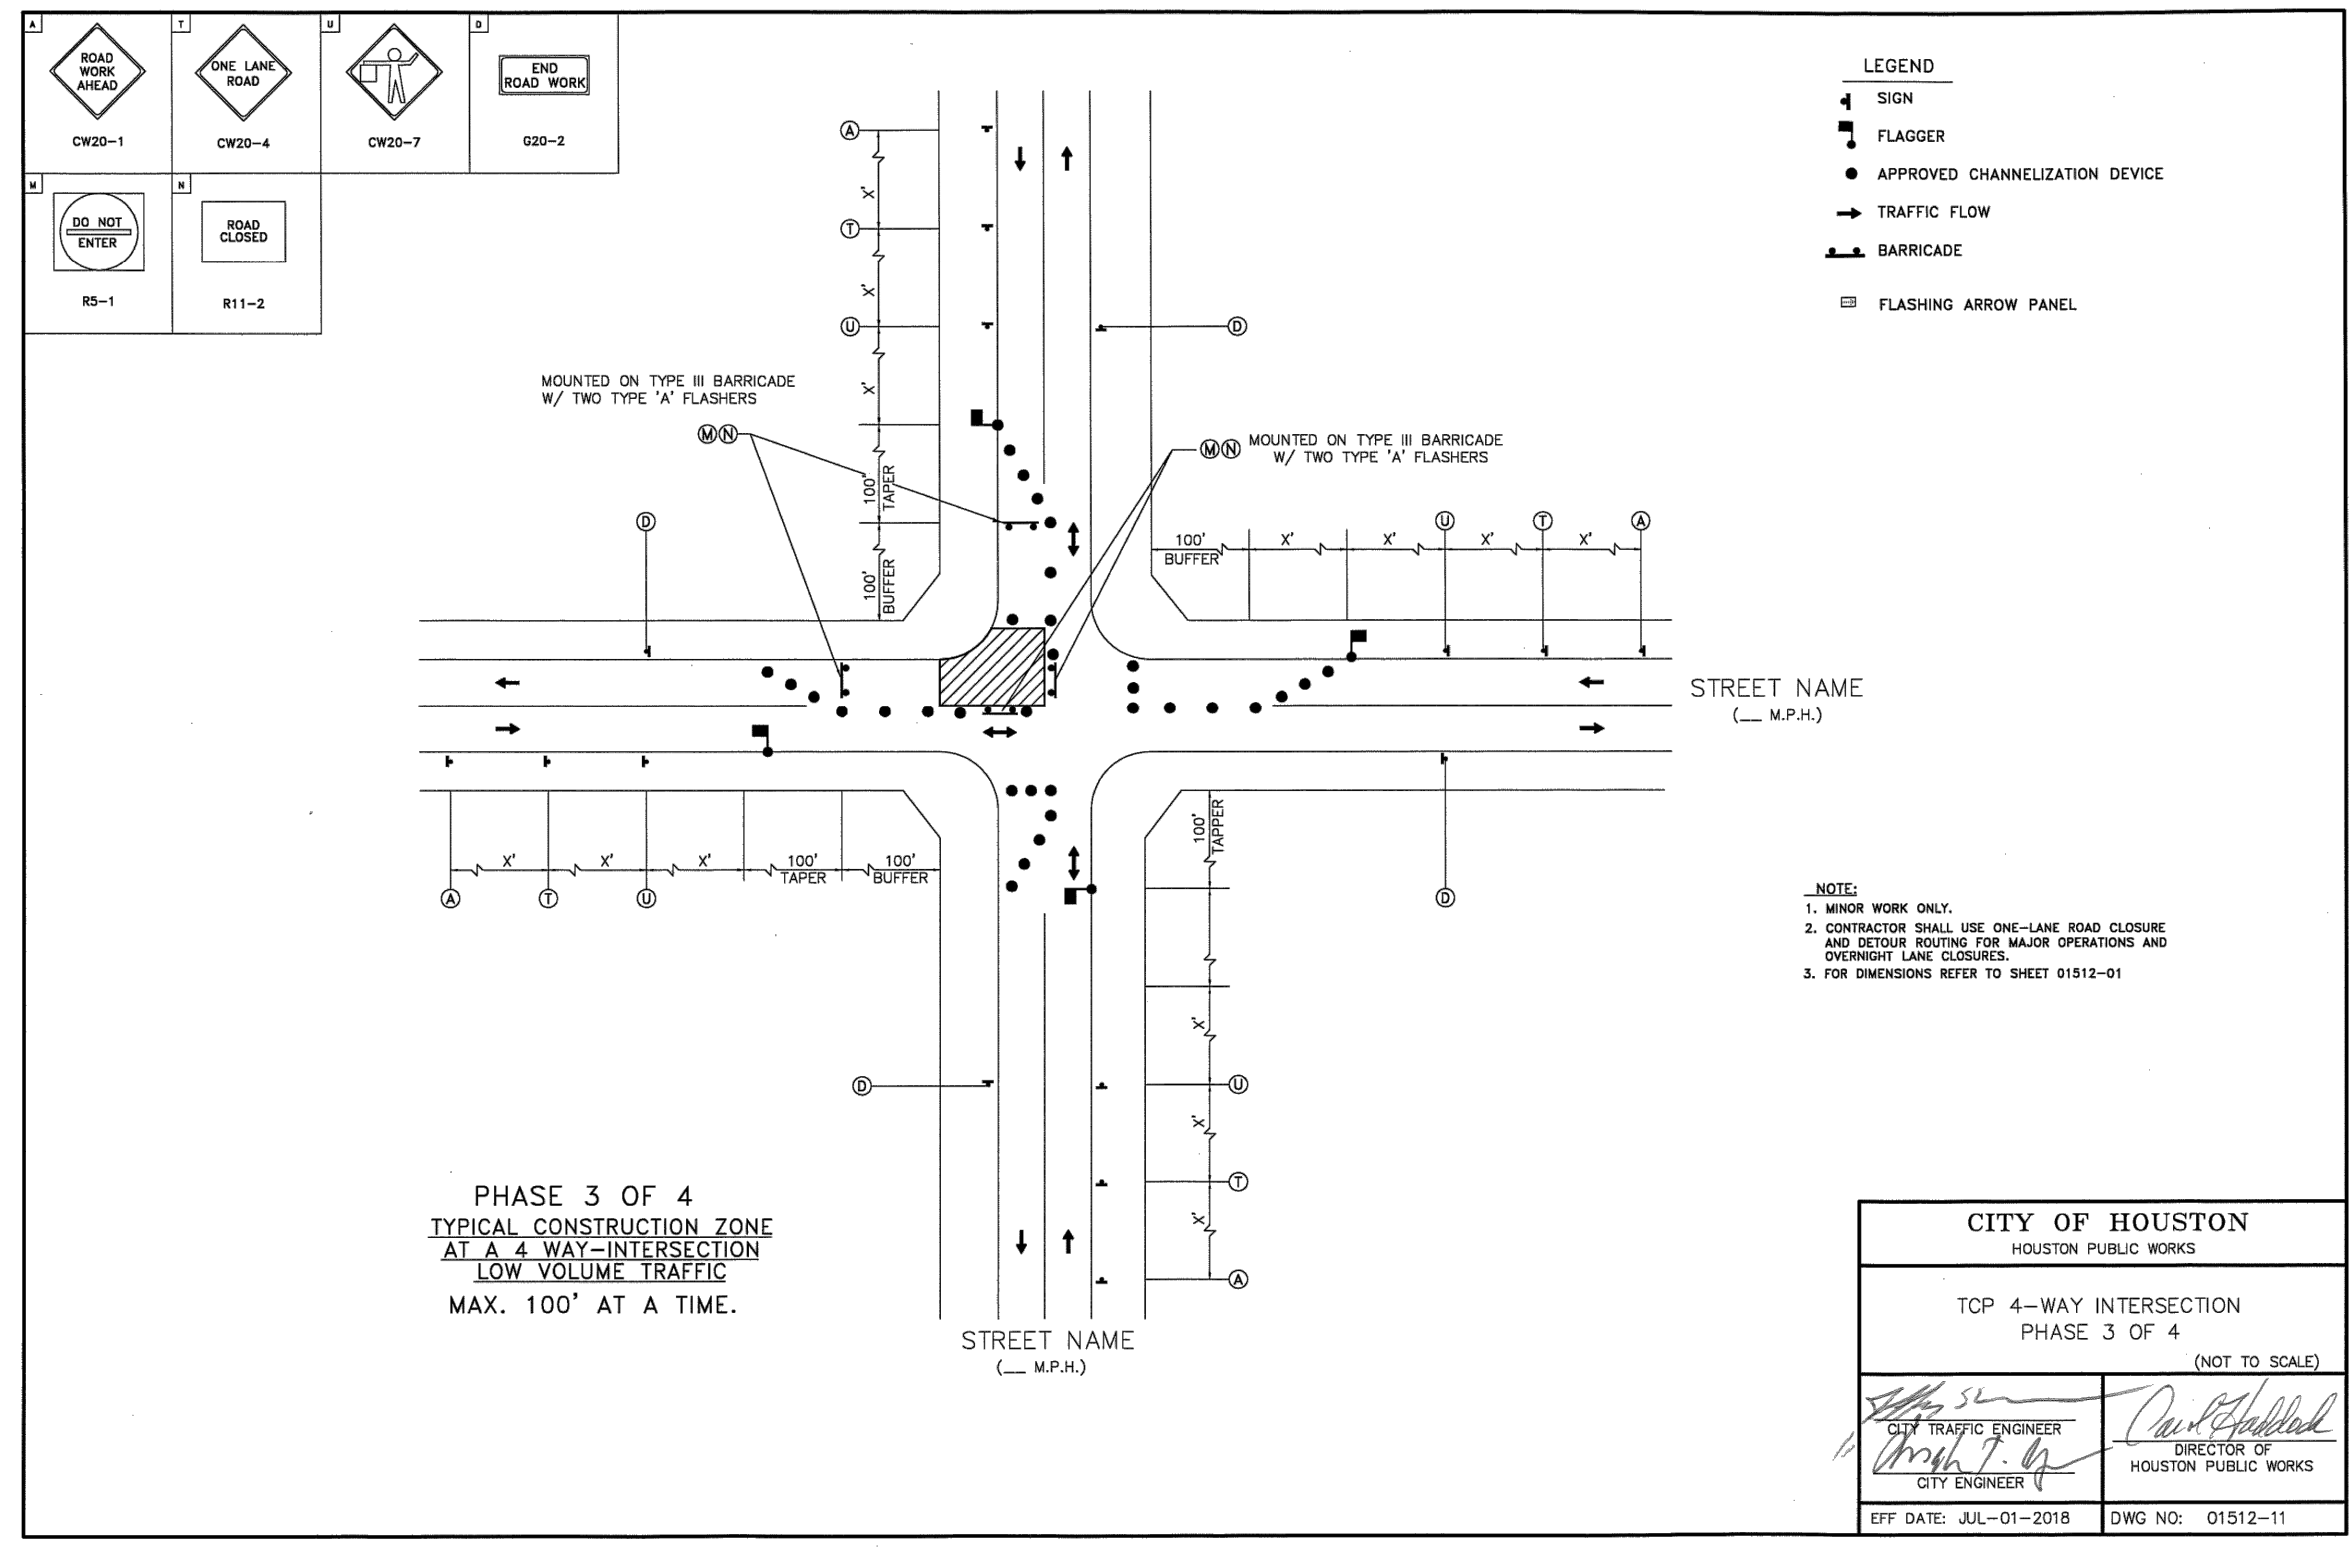 A
ROAD
WORK
AHEAD
CW20-1
T
ONE LANE
ROAD
CW20-4
U
CW20-7
D
END
ROAD WORK
G20-2
M
DO NOT
ENTER
R5-1
N
ROAD
CLOSED
R11-2
LEGEND
SIGN
FLAGGER
APPROVED CHANNELIZATION DEVICE
TRAFFIC FLOW
BARRICADE
FLASHING ARROW PANEL
A
X'
T
X'
U
D
X'
MOUNTED ON TYPE III BARRICADE
W/ TWO TYPE 'A' FLASHERS
M N
M N
MOUNTED ON TYPE III BARRICADE
W/ TWO TYPE 'A' FLASHERS
100'
TAPER
100'
BUFFER
D
U T A
100' X' X' X' X'
BUFFER
STREET NAME
(__ M.P.H.)
X' X' X' 100' 100'
TAPER BUFFER
A T U
100'
TAPPER
D
NOTE:
1. MINOR WORK ONLY.
2. CONTRACTOR SHALL USE ONE-LANE ROAD CLOSURE
AND DETOUR ROUTING FOR MAJOR OPERATIONS AND
OVERNIGHT LANE CLOSURES.
3. FOR DIMENSIONS REFER TO SHEET 01512-01
X'
D
U
X'
T
X'
A
PHASE 3 OF 4
TYPICAL CONSTRUCTION ZONE
AT A 4 WAY-INTERSECTION
LOW VOLUME TRAFFIC
MAX. 100' AT A TIME.
STREET NAME
(__ M.P.H.)
CITY OF HOUSTON
HOUSTON PUBLIC WORKS
TCP 4-WAY INTERSECTION
PHASE 3 OF 4
(NOT TO SCALE)
CITY TRAFFIC ENGINEER
CITY ENGINEER
Carol Haddock
DIRECTOR OF
HOUSTON PUBLIC WORKS
EFF DATE: JUL-01-2018
DWG NO: 01512-11